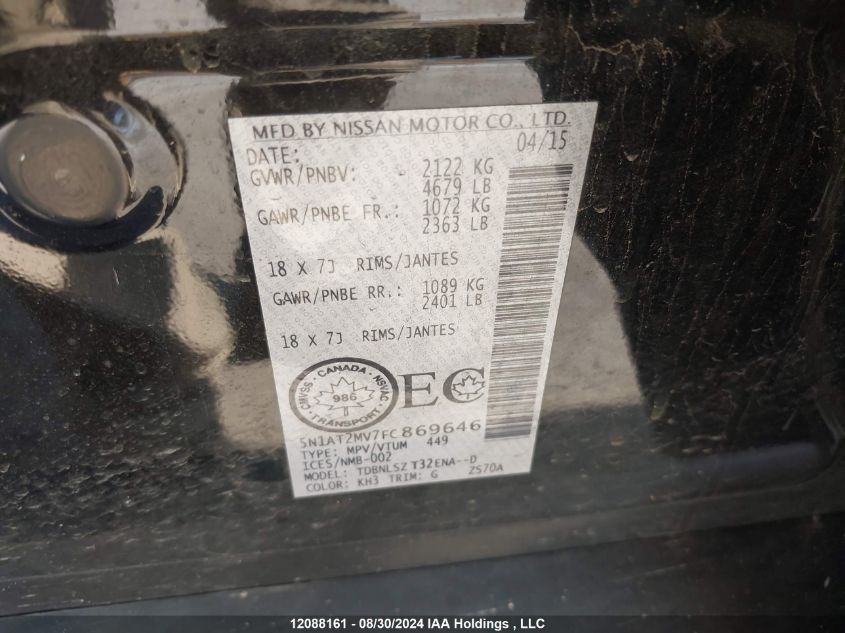 MFD BY NISSAN MOTOR CO., LTD.
DATE: 04/15
GVWR/PNBV: 2122 KG
4679 LB
GAWR/PNBE FR.: 1072 KG
2363 LB
18 X 7J RIMS/JANTES
GAWR/PNBE RR.: 1089 KG
2401 LB
18 X 7J RIMS/JANTES
CANADA
CMVSS 986 NSVAC
TRANSPORT
EC
5N1AT2MV7FC869646
TYPE: MPV/VTUM 449
ICES/NMB-002
MODEL: TDBNLSZ T32ENA--D
COLOR: KH3 TRIM: G ZS70A
12088161 - 08/30/2024 IAA Holdings , LLC